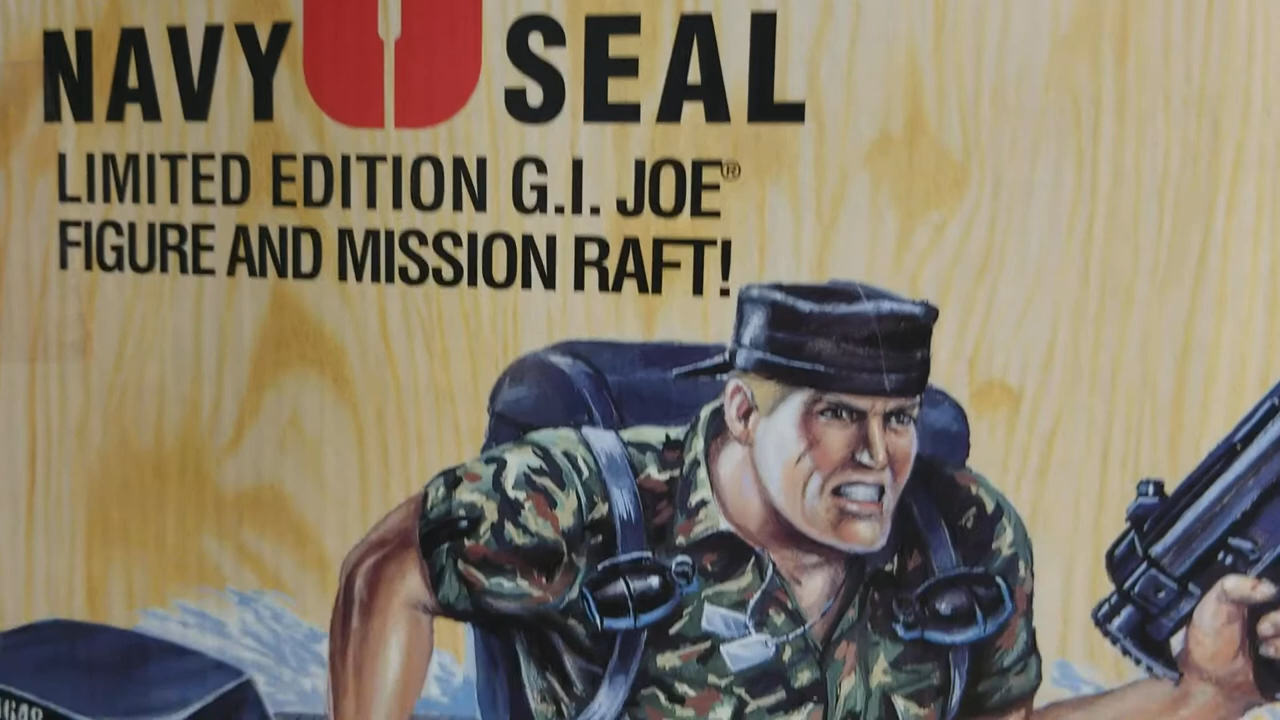 NAVY SEAL
LIMITED EDITION G.I. JOE®
FIGURE AND MISSION RAFT!